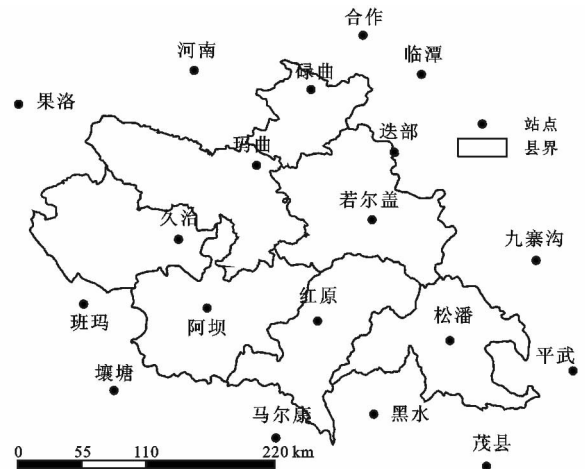 合作
河南
临潭
碌曲
果洛
迭部
站点
玛曲
县界
若尔盖
久治
九寨沟
红原
班玛
阿坝
松潘
平武
壤塘
马尔康
黑水
茂县
0 55 110 220 km